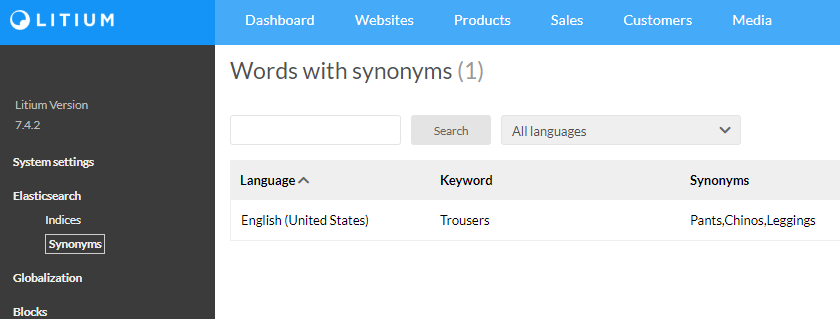 LITIUM
Dashboard Websites Products Sales Customers Media
Words with synonyms (1)
Litium Version
7.4.2
Search All languages
System settings
Language Keyword Synonyms
Elasticsearch
Indices
English (United States) Trousers Pants,Chinos,Leggings
Synonyms
Globalization
Blocks